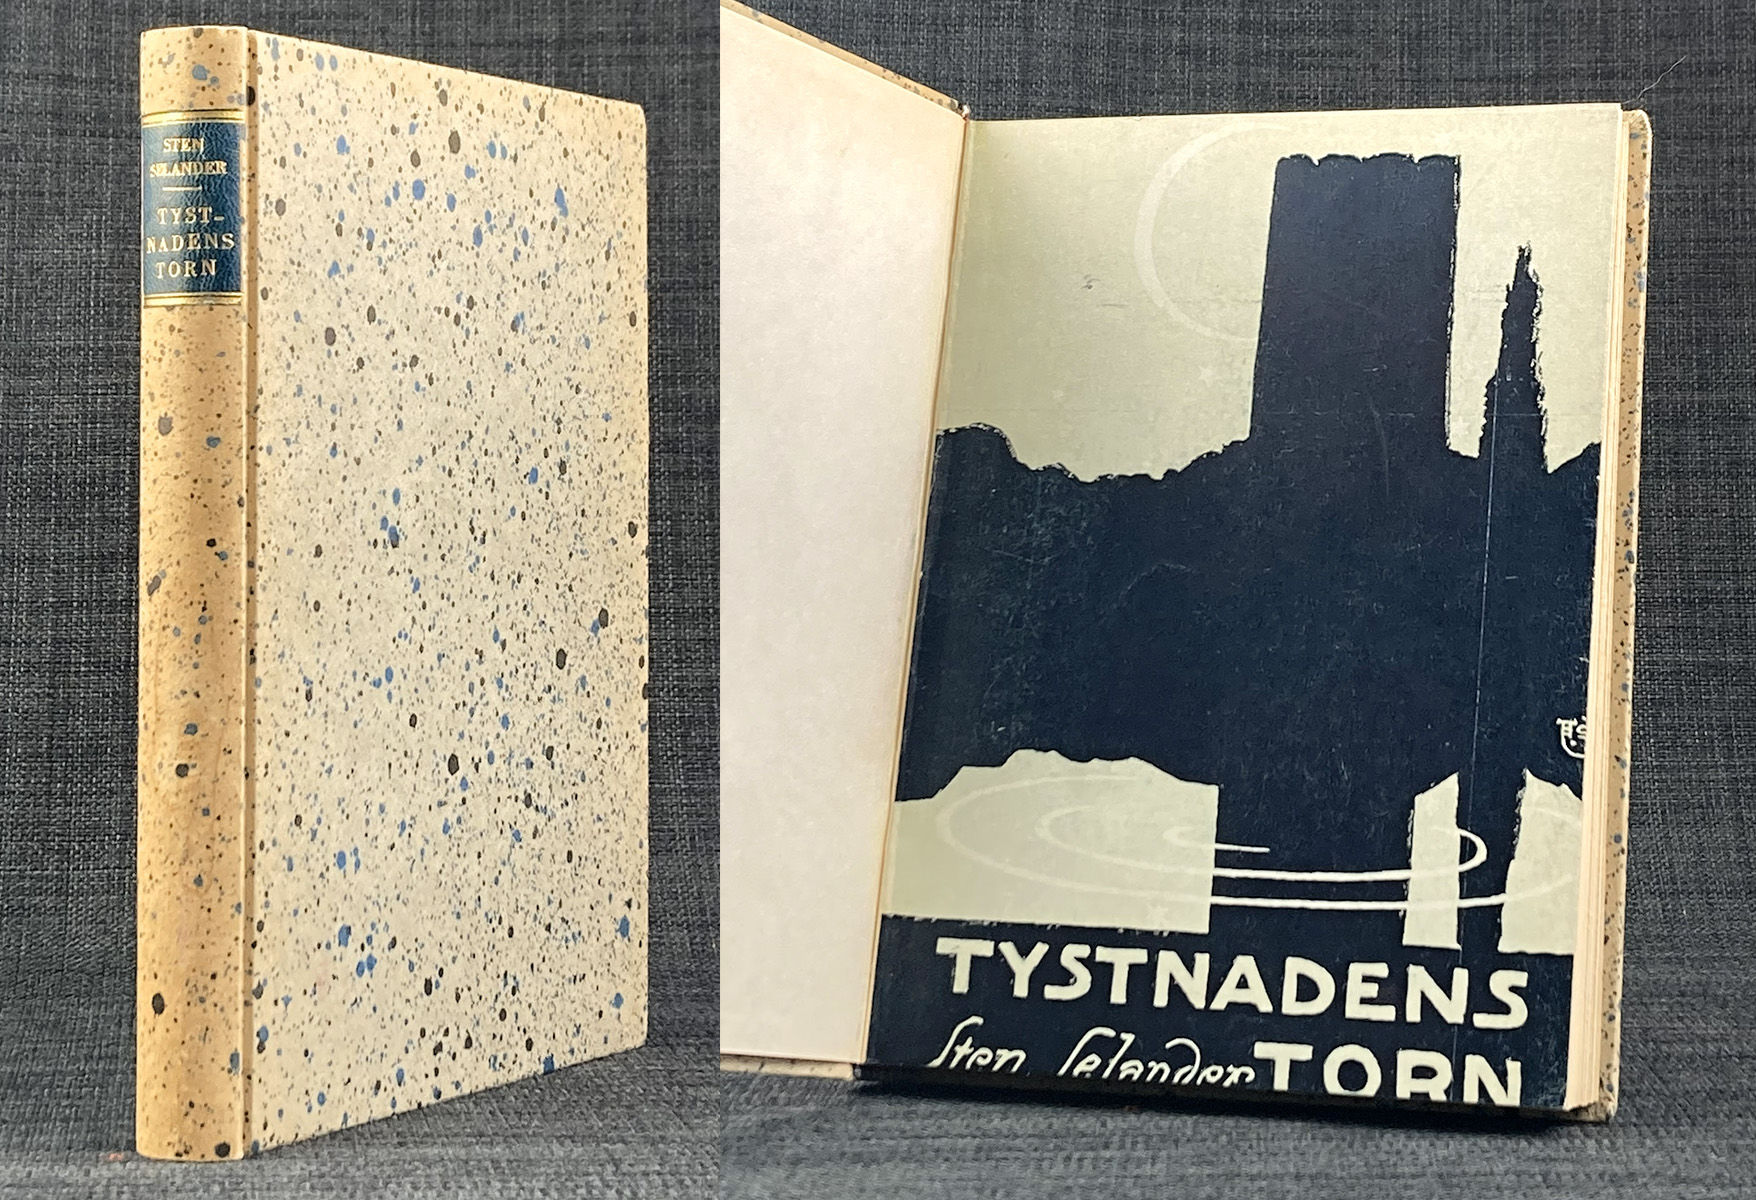 STEN
SELANDER
TYST-
NADENS
TORN
TYSTNADENS
Sten Selander TORN